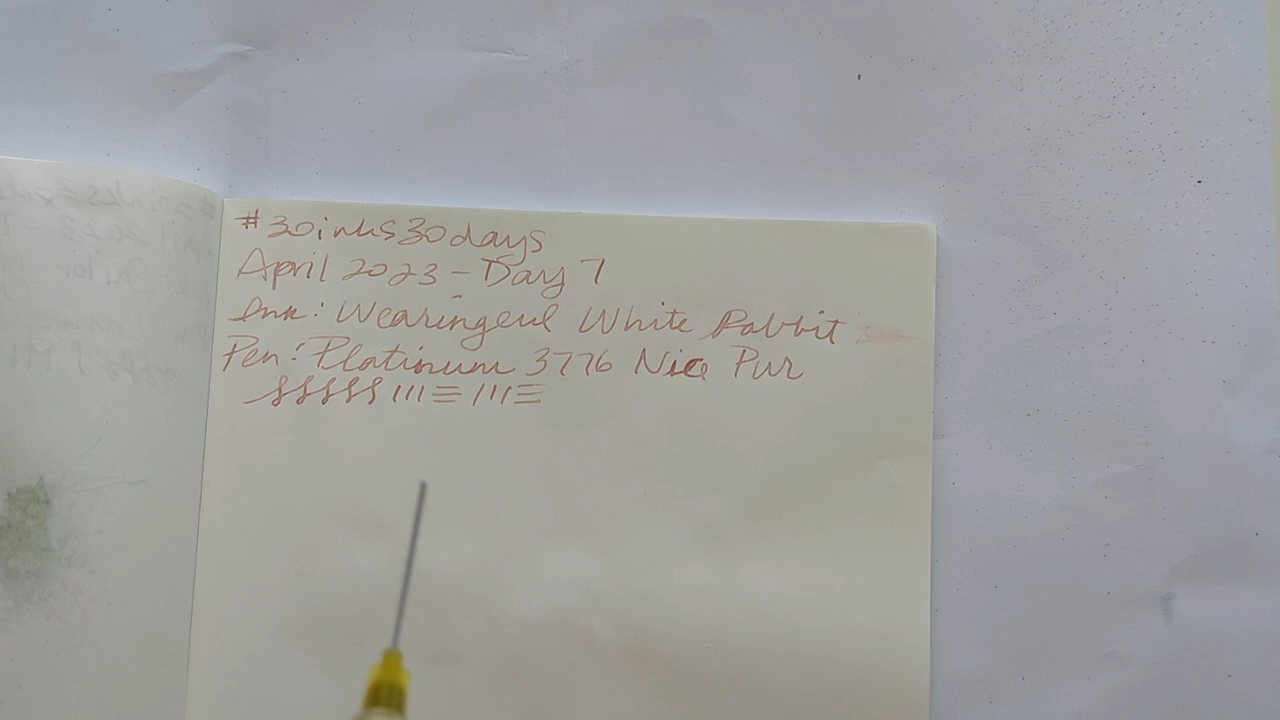 #30inks30days
April 2023 - Day 7
Ink: Wearingeul White Rabbit
Pen: Platinum 3776 Nice Pur